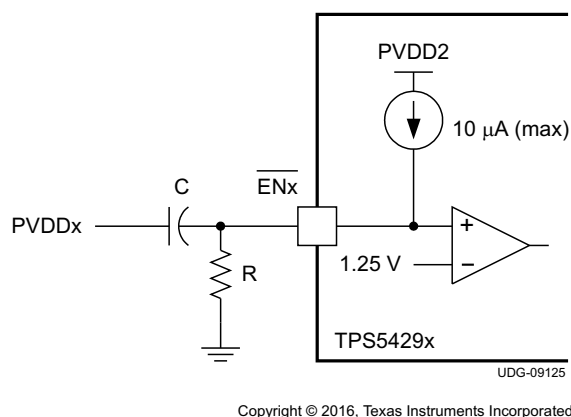 PVDD2
10 μA (max)
C
ENx
PVDDx
+
1.25 V
−
R
TPS5429x
UDG-09125
Copyright © 2016, Texas Instruments Incorporated